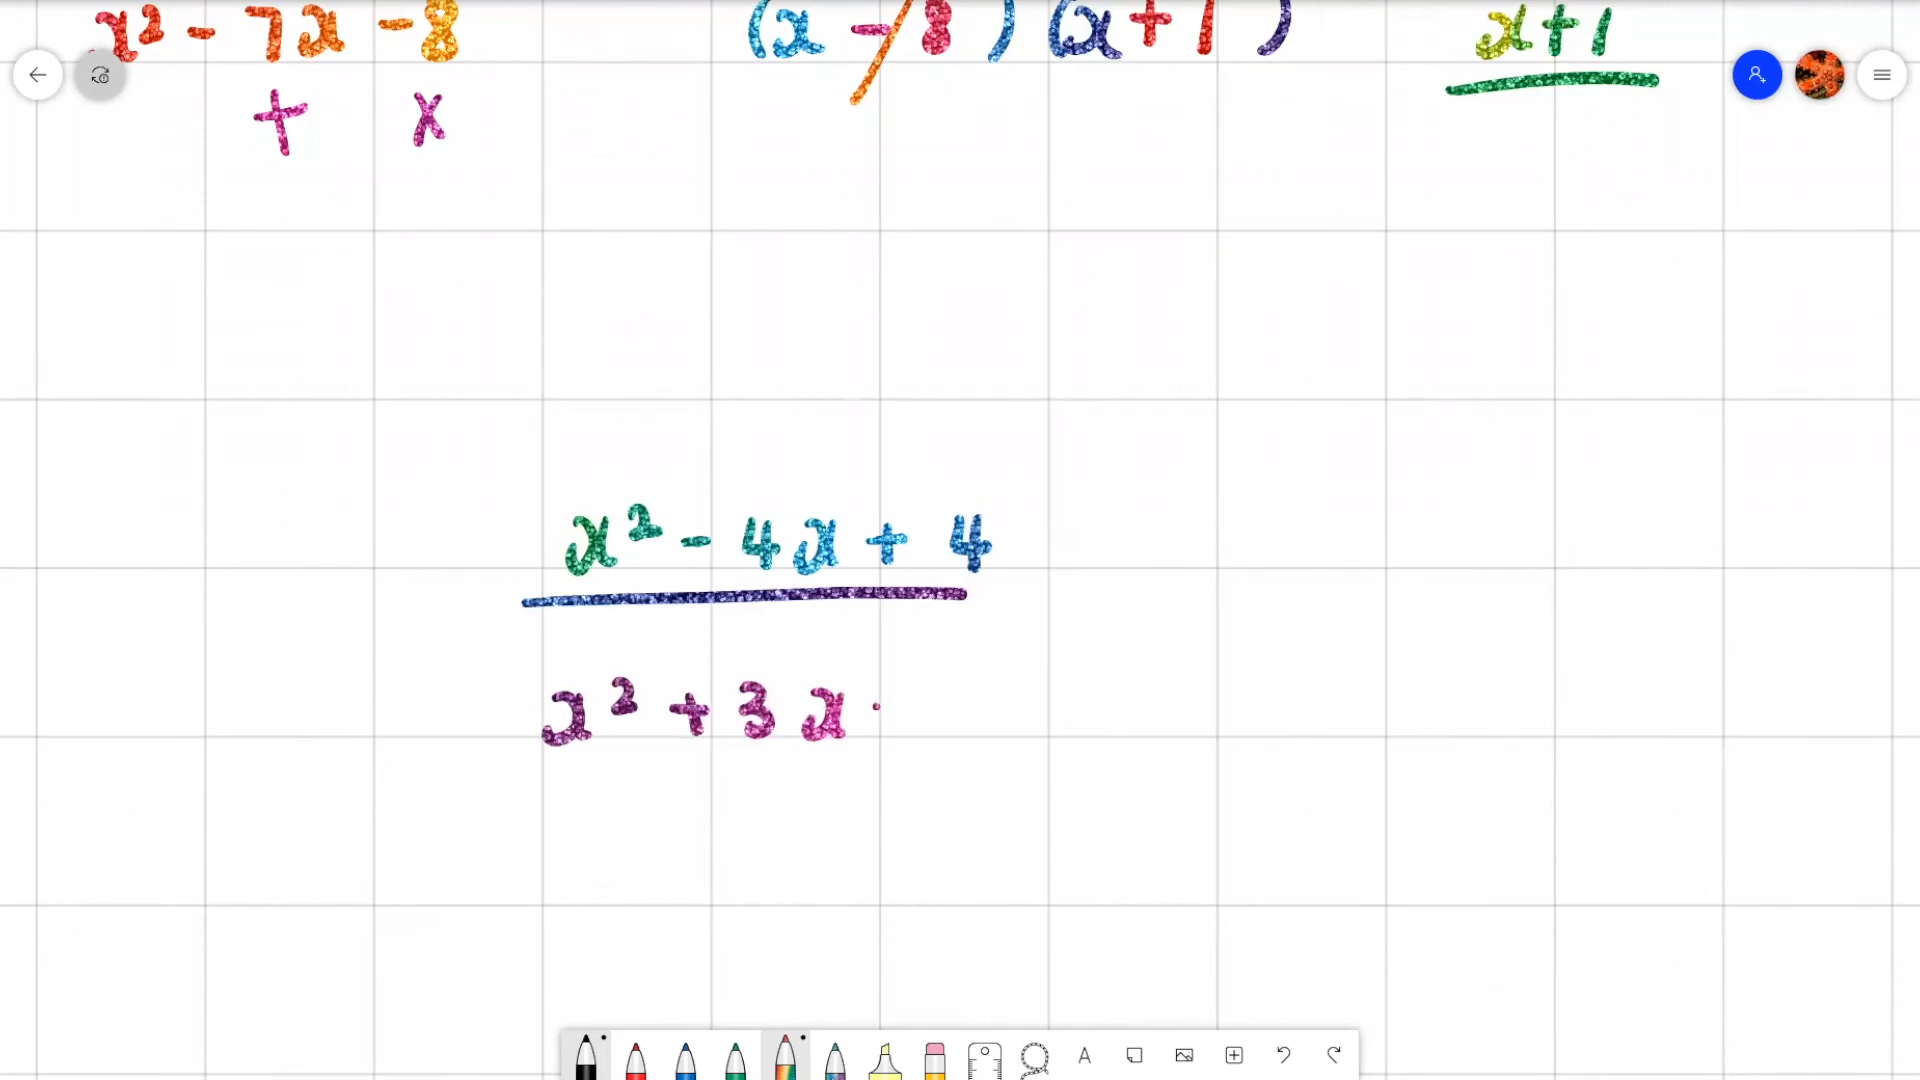 x² - 7x - 8 (x - 8) (x + 1) x + 1
+ x
x² - 4x + 4
x² + 3x
A